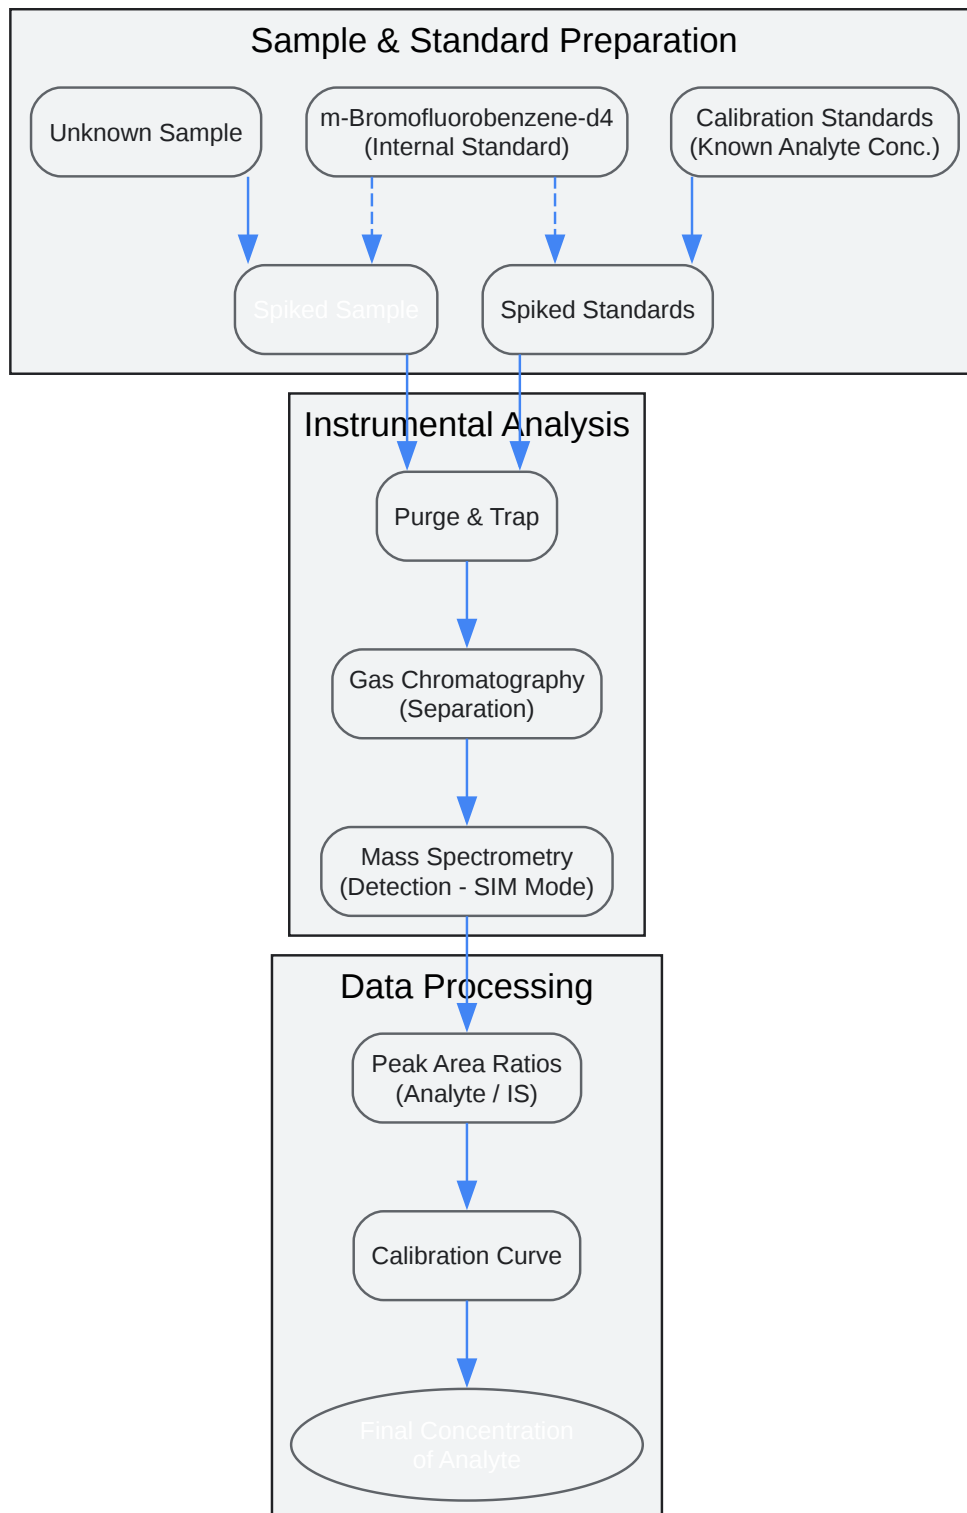 Sample & Standard Preparation
Unknown Sample
m-Bromofluorobenzene-d4
(Internal Standard)
Calibration Standards
(Known Analyte Conc.)
Spiked Sample
Spiked Standards
Instrumental Analysis
Purge & Trap
Gas Chromatography
(Separation)
Mass Spectrometry
(Detection - SIM Mode)
Data Processing
Peak Area Ratios
(Analyte / IS)
Calibration Curve
Final Concentration
of Analyte